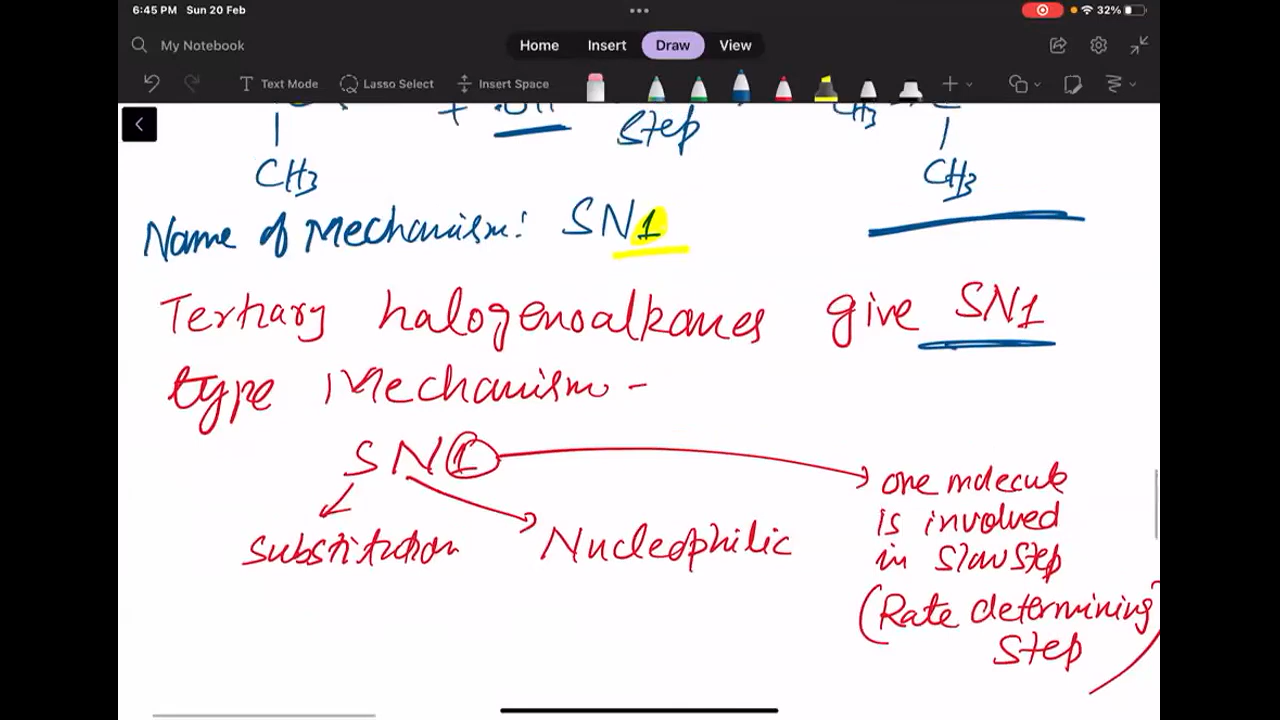 6:45 PM Sun 20 Feb
32%
My Notebook
Home Insert Draw View
Text Mode Lasso Select Insert Space
+ Step CH3
CH3 CH3
Name of Mechanism: SN1
Tertiary halogenoalkanes give SN1
type Mechanism -
SN1
one molecule
is involved
in slow step
(Rate determining
step
Substitution Nucleophilic